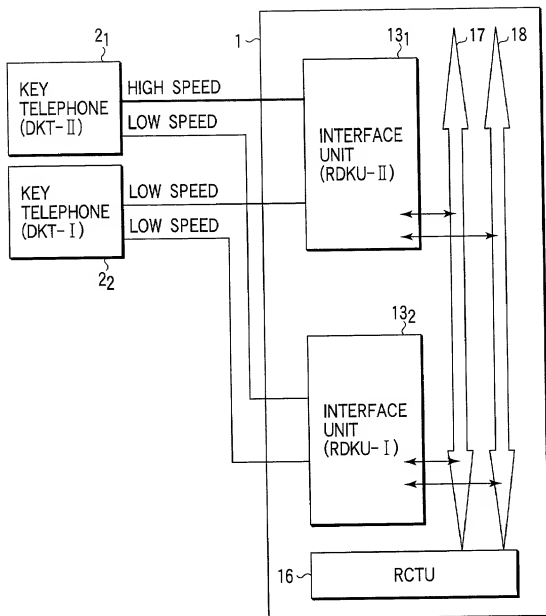 1
17
18
2₁
13₁
KEY
TELEPHONE
(DKT-Ⅱ)
HIGH SPEED
LOW SPEED
INTERFACE
UNIT
(RDKU-Ⅱ)
KEY
TELEPHONE
(DKT-Ⅰ)
LOW SPEED
LOW SPEED
2₂
13₂
INTERFACE
UNIT
(RDKU-Ⅰ)
16
RCTU